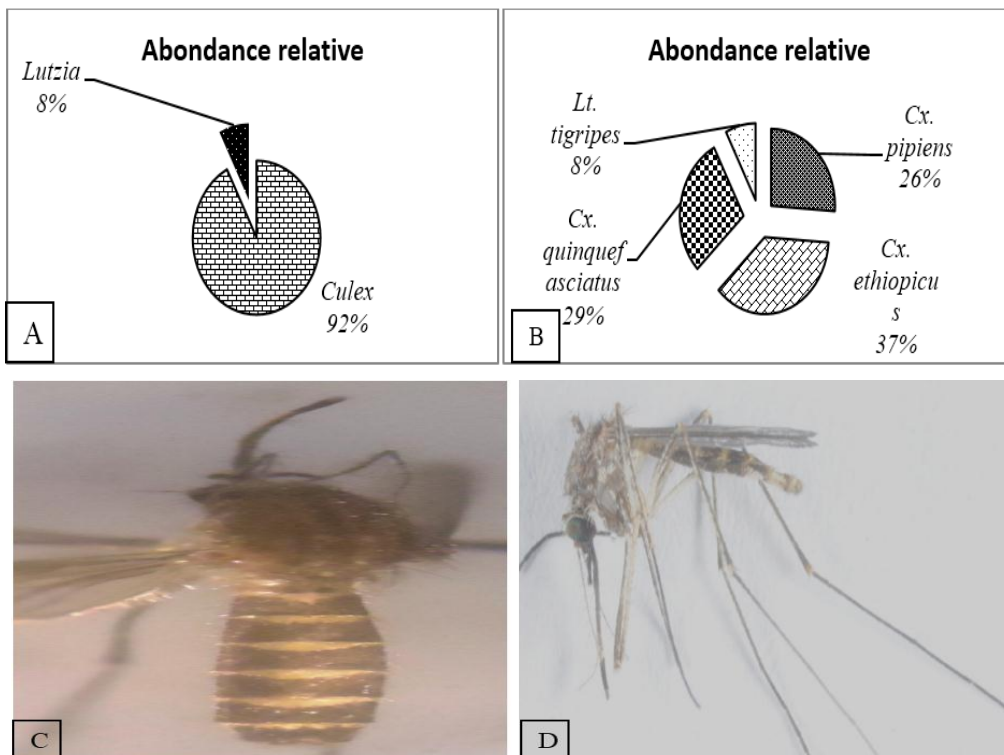 Abondance relative
Lutzia
8%
Culex
92%
A
Abondance relative
Lt.
tigripes
8%
Cx.
pipiens
26%
Cx.
quinquef
asciatus
29%
Cx.
ethiopicu
s
37%
B
C
D